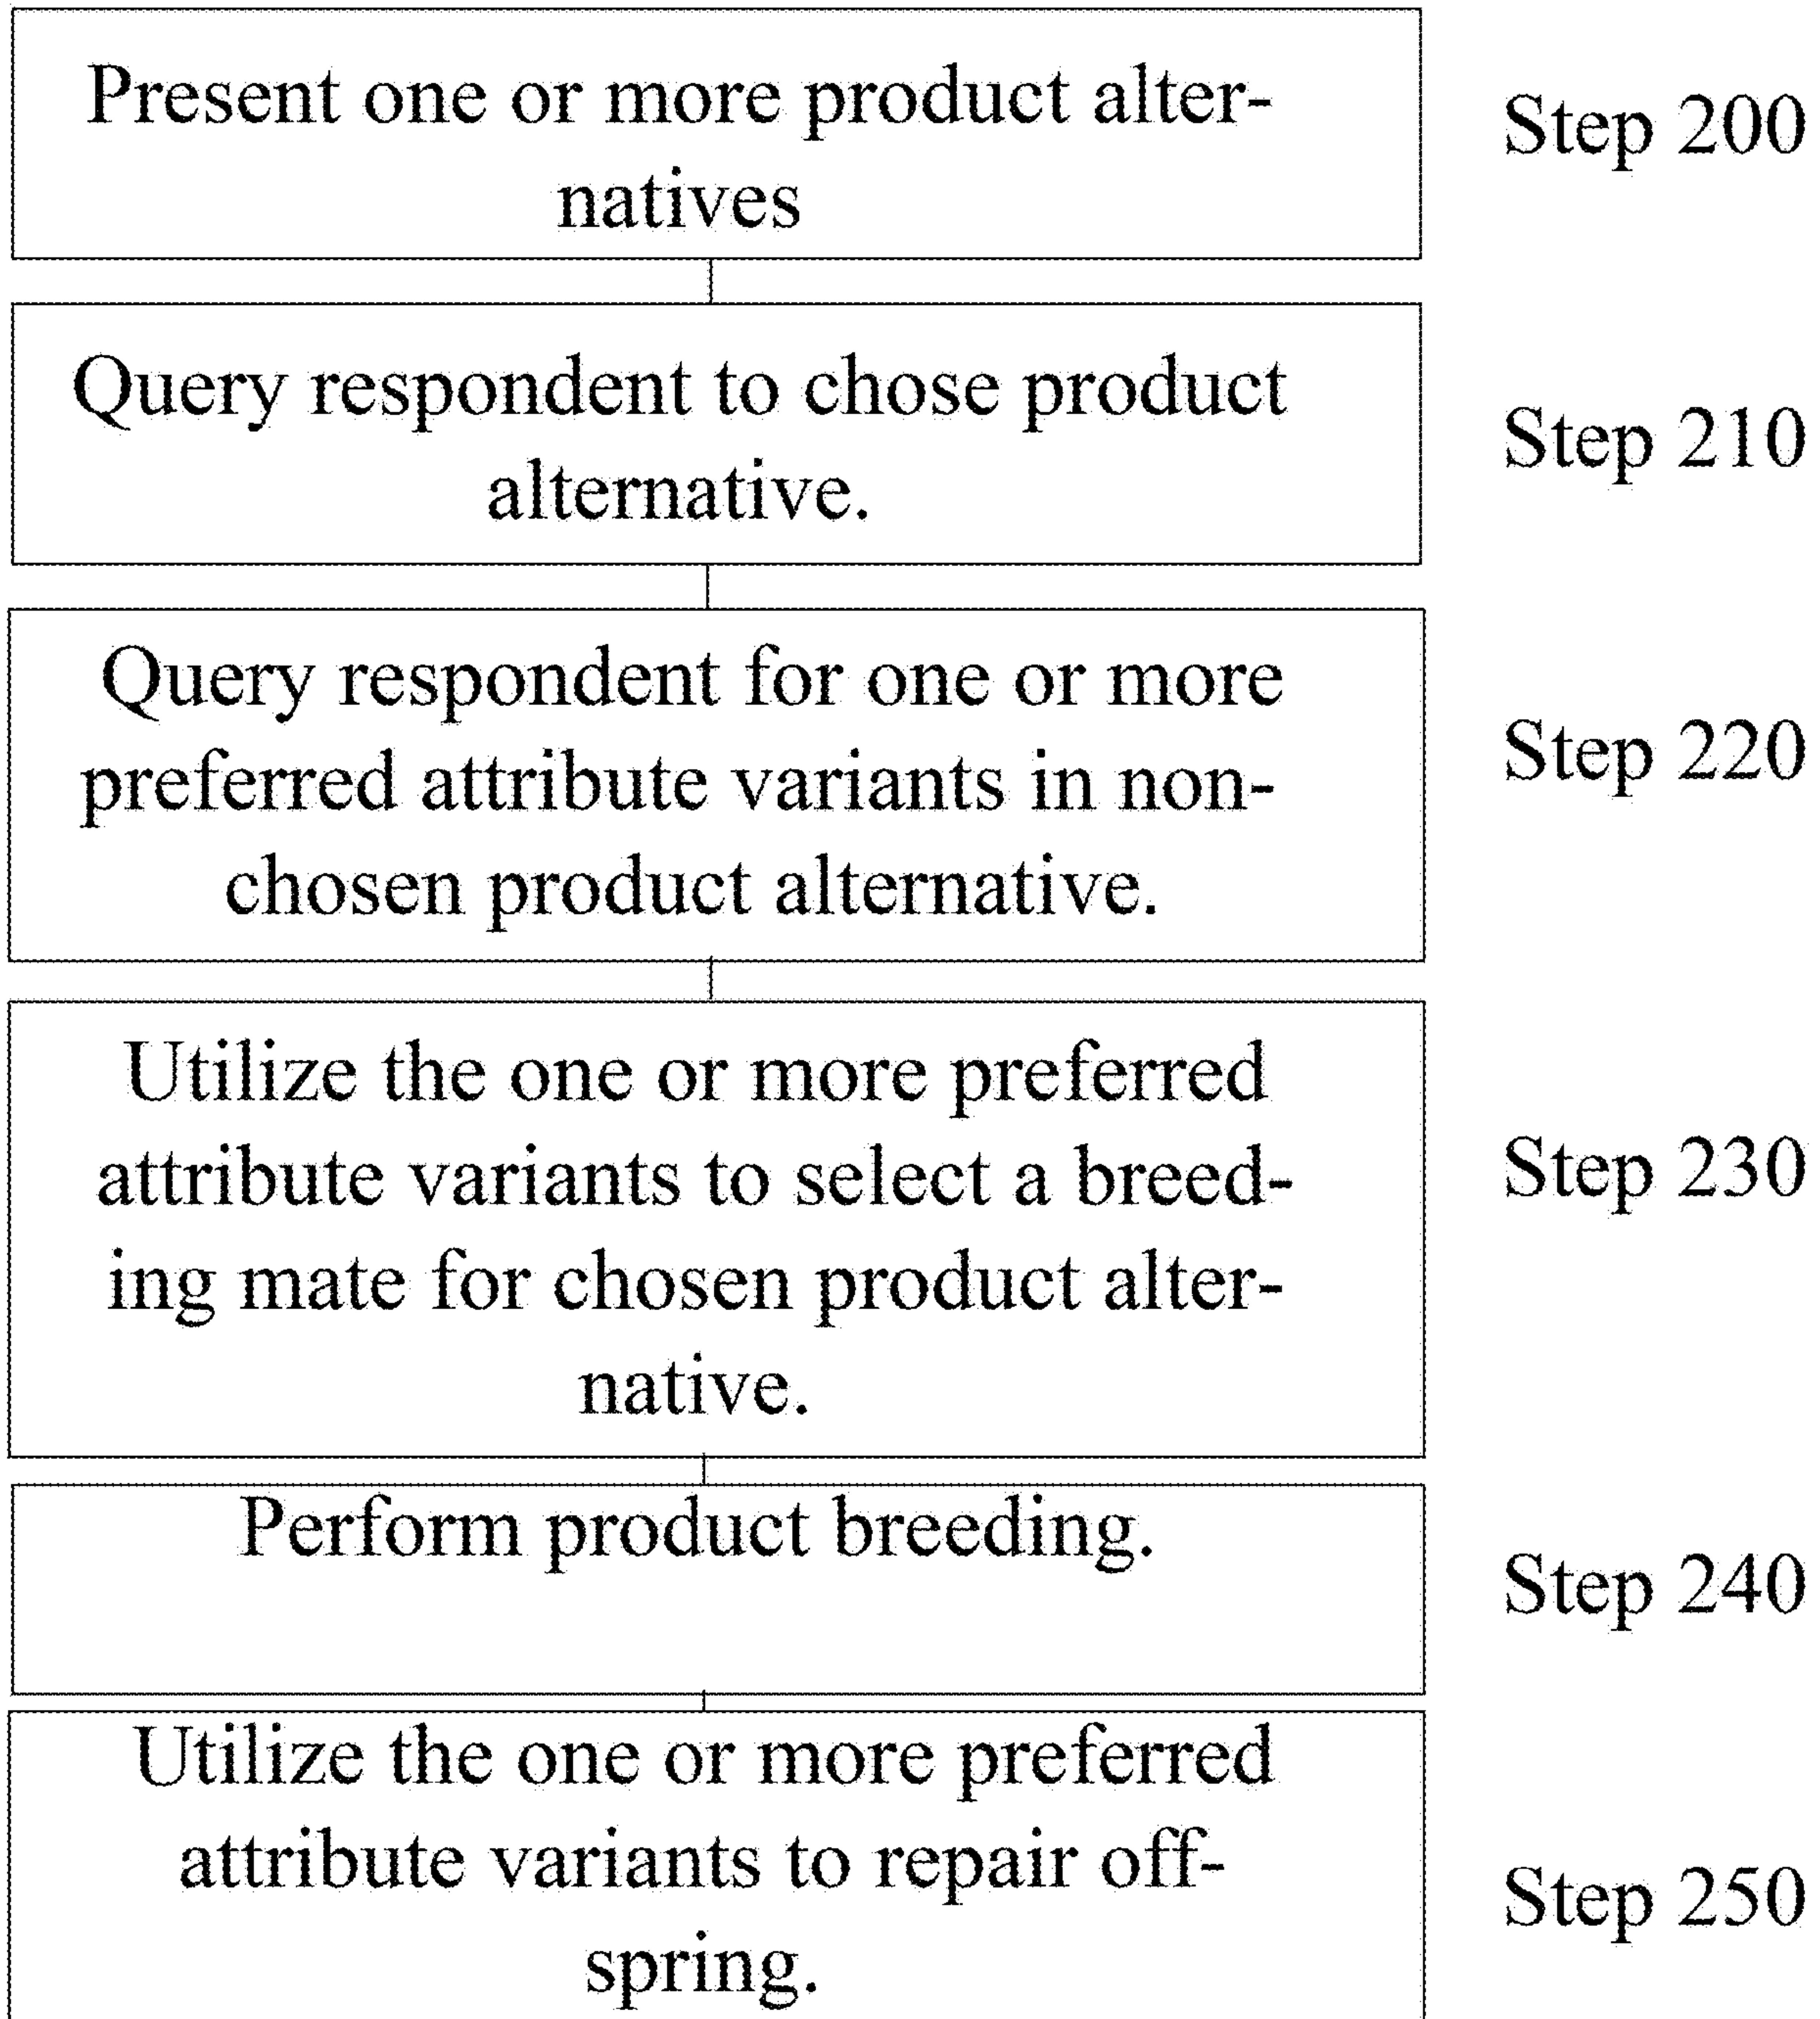 Present one or more product alter-
natives
Step 200
Query respondent to chose product
alternative.
Step 210
Query respondent for one or more
preferred attribute variants in non-
chosen product alternative.
Step 220
Utilize the one or more preferred
attribute variants to select a breed-
ing mate for chosen product alter-
native.
Step 230
Perform product breeding.
Step 240
Utilize the one or more preferred
attribute variants to repair off-
spring.
Step 250